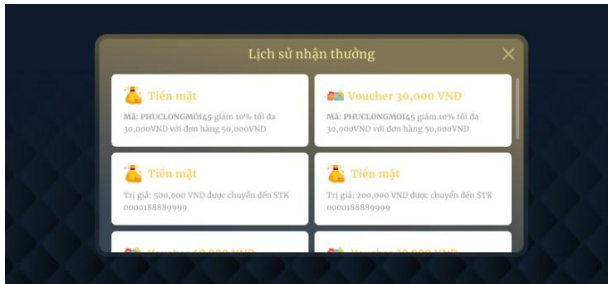 Lịch sử nhận thưởng
Tiền mặt
Mã: PHUCLONGMOI45 giảm 10% tối đa
30,000VND với đơn hàng 50,000VND
Voucher 30,000 VND
Mã: PHUCLONGMOI45 giảm 10% tối đa
30,000VND với đơn hàng 50,000VND
Tiền mặt
Trị giá: 500,000 VND được chuyển đến STK
0000188889999
Tiền mặt
Trị giá: 200,000 VND được chuyển đến STK
0000188889999